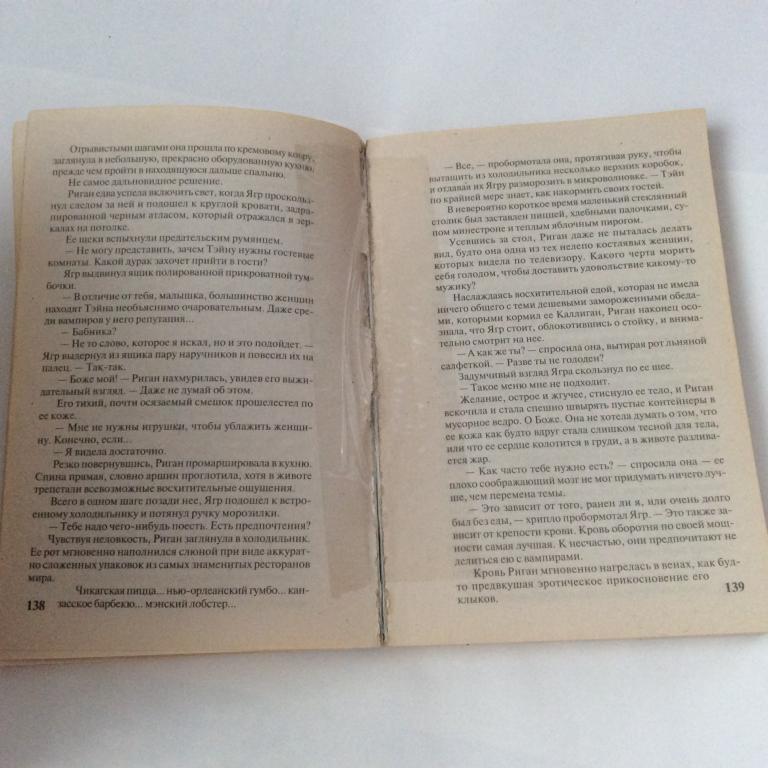 Отрывистыми шагами она прошла по кремовому ковру,
заглянула в небольшую, прекрасно оборудованную кухню,
прежде чем прийти в находящуюся дальше спальню.
Не самое дальновидное решение.
Риган едва успела включить свет, когда Ягр проскольз-
нул следом за ней и подошел к круглой кровати, задра-
пированной черным атласом, который отражался в зер-
калах на потолке.
Ее щеки вспыхнули предательским румянцем.
— Не могу представить, зачем Тэйну нужны гостевые
комнаты. Какой дурак захочет прийти в гости?
Ягр выдвинул ящик полированной прикроватной тум-
бочки.
— В отличие от тебя, малышка, большинство женщин
находят Тэйна необъяснимо очаровательным. Даже сре-
ди вампиров у него репутация...
— Бабника?
— Не то слово, которое я искал, но и это подойдет. —
Ягр выдернул из ящика пару наручников и повесил их на
палец. — Так-так.
— Боже мой! — Риган нахмурилась, увидев его выжи-
дательный взгляд. — Даже не думай об этом.
Его тихий, почти осязаемый смешок прошелестел по
ее коже.
— Мне не нужны игрушки, чтобы ублажить женщи-
ну. Конечно, если...
— Я видела достаточно.
Резко повернувшись, Риган промаршировала в кухню.
Спина прямая, словно аршин проглотила, хотя в животе
трепетали всевозможные восхитительные ощущения.
Всего в одном шаге позади нее, Ягр подошел к встро-
енному холодильнику и потянул ручку морозилки.
— Тебе надо чего-нибудь поесть. Есть предпочтения?
Чувствуя неловкость, Риган заглянула в холодильник.
Ее рот мгновенно наполнился слюной при виде аккурат-
но сложенных упаковок из самых знаменитых ресторанов
мира.
Чикагская пицца... нью-орлеанский гумбо... кан-
138 засское барбекю... мэнский лобстер...
— Все, — пробормотала она, протягивая руку, чтобы
вытащить из холодильника несколько верхних коробок,
и отдавая их Ягру разморозить в микроволновке. — Тэйн
по крайней мере знает, как накормить своих гостей.
В невероятно короткое время маленький стеклянный
столик был заставлен пищей, хлебными палочками, су-
пом минестроне и теплым яблочным пирогом.
Усевшись за стол, Риган даже не пыталась делать
вид, будто она одна из тех нелепо костлявых женщин,
которых видела по телевизору. Какого черта морить
себя голодом, чтобы доставить удовольствие какому-то
мужику?
Наслаждаясь восхитительной едой, которая не имела
ничего общего с теми дешевыми замороженными обеда-
ми, которыми кормил ее Каллиган, Риган наконец осо-
знала, что Ягр стоит, облокотившись о стойку, и внима-
тельно смотрит на нее.
— А как же ты? — спросила она, вытирая рот льняной
салфеткой. — Разве ты не голоден?
Задумчивый взгляд Ягра скользнул по ее шее.
— Такое меню мне не подходит.
Желание, острое и жгучее, стиснуло ее тело, и Риган
вскочила и стала спешно швырять пустые контейнеры в
мусорное ведро. О Боже. Она не хотела думать о том, что
ее кожа как будто вдруг стала слишком тесной для тела,
или что ее сердце колотится в груди, а в животе разлива-
ется жар.
— Как часто тебе нужно есть? — спросила она — ее
плохо соображающий мозг не мог придумать ничего луч-
ше, чем перемена темы.
— Это зависит от того, ранен ли я, или очень долго
был без еды, — хрипло пробормотал Ягр. — Это также за-
висит от крепости крови. Кровь оборотня по своей мощ-
ности самая лучшая. К несчастью, они предпочитают не
делиться ею с вампирами.
Кровь Риган мгновенно нагрелась в венах, как буд-
то предвкушая эротическое прикосновение его
клыков.
139